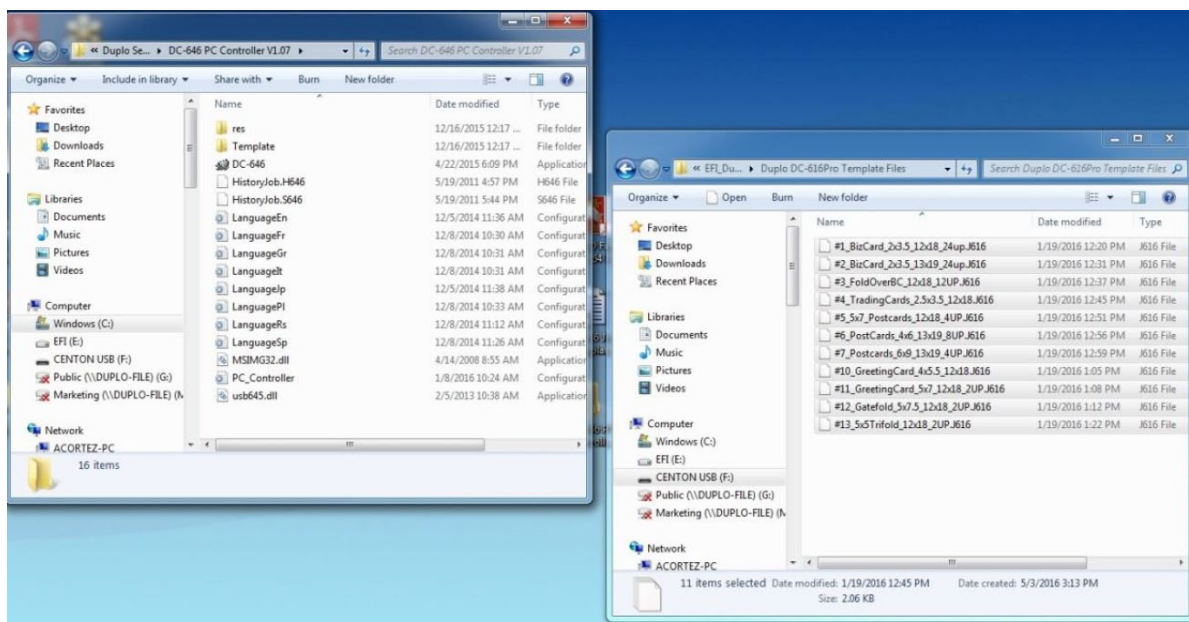 « Duplo Se... ▸ DC-646 PC Controller V1.07 ▸
Search DC-646 PC Controller V1.07
Organize ▾ Include in library ▾ Share with ▾ Burn New folder
Favorites
Desktop
Downloads
Recent Places
Libraries
Documents
Music
Pictures
Videos
Computer
Windows (C:)
EFI (E:)
CENTON USB (F:)
Public (\\DUPLO-FILE) (G:)
Marketing (\\DUPLO-FILE) (
Network
ACORTEZ-PC
Name Date modified Type
res 12/16/2015 12:17 ... File folder
Template 12/16/2015 12:17 ... File folder
DC-646 4/22/2015 6:09 PM Application
HistoryJob.H646 5/19/2011 4:57 PM H646 File
HistoryJob.S646 5/19/2011 5:44 PM S646 File
LanguageEn 12/5/2014 11:36 AM Configurat
LanguageFr 12/8/2014 10:30 AM Configurat
LanguageGr 12/8/2014 10:31 AM Configurat
LanguageIt 12/8/2014 10:31 AM Configurat
LanguageJp 12/5/2014 11:38 AM Configurat
LanguagePl 12/8/2014 10:33 AM Configurat
LanguageRs 12/8/2014 11:12 AM Configurat
LanguageSp 12/8/2014 11:26 AM Configurat
MSIMG32.dll 4/14/2008 8:55 AM Application
PC_Controller 1/8/2016 10:24 AM Configurat
usb645.dll 2/5/2013 10:38 AM Application
16 items
« EFI_Du... ▸ Duplo DC-616Pro Template Files
Search Duplo DC-616Pro Template Files
Organize ▾ Open Burn New folder
Favorites
Desktop
Downloads
Recent Places
Libraries
Documents
Music
Pictures
Videos
Computer
Windows (C:)
EFI (E:)
CENTON USB (F:)
Public (\\DUPLO-FILE) (G:)
Marketing (\\DUPLO-FILE) (
Network
ACORTEZ-PC
Name Date modified Type
#1_BizCard_2x3.5_12x18_24up.J616 1/19/2016 12:20 PM J616 File
#2_BizCard_2x3.5_13x19_24up.J616 1/19/2016 12:31 PM J616 File
#3_FoldOverBC_12x18_12UP.J616 1/19/2016 12:37 PM J616 File
#4_TradingCards_2.5x3.5_12x18.J616 1/19/2016 12:45 PM J616 File
#5_5x7_Postcards_12x18_4UP.J616 1/19/2016 12:51 PM J616 File
#6_PostCards_4x6_13x19_8UP.J616 1/19/2016 12:56 PM J616 File
#7_Postcards_6x9_13x19_4UP.J616 1/19/2016 12:59 PM J616 File
#10_GreetingCard_4x5.5_12x18.J616 1/19/2016 1:05 PM J616 File
#11_GreetingCard_5x7_12x18_2UP.J616 1/19/2016 1:08 PM J616 File
#12_Gatefold_5x7.5_12x18_2UP.J616 1/19/2016 1:12 PM J616 File
#13_5x5Trifold_12x18_2UP.J616 1/19/2016 1:22 PM J616 File
11 items selected Date modified: 1/19/2016 12:45 PM Date created: 5/3/2016 3:13 PM
Size: 2.06 KB